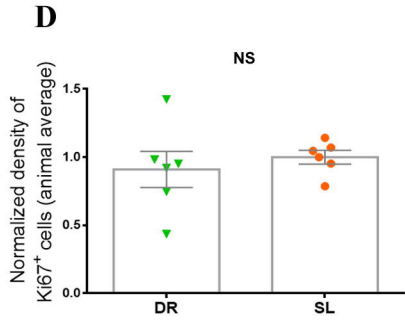 D
NS
Normalized density of
Ki67+ cells (animal average)
1.5
1.0
0.5
0.0
DR
SL